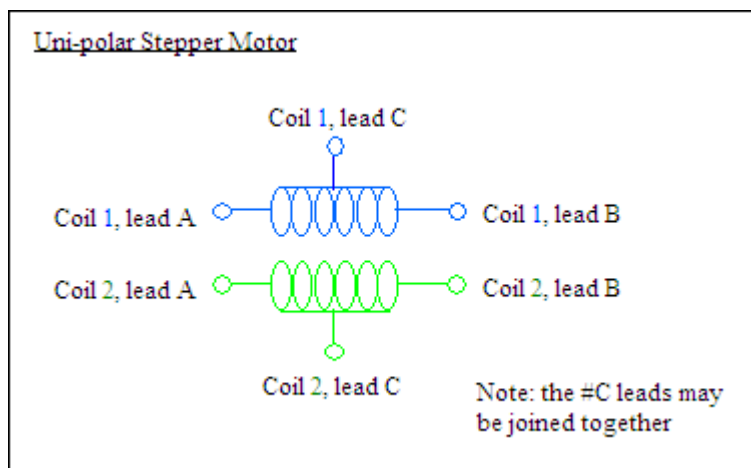 Uni-polar Stepper Motor
Coil 1, lead C
Coil 1, lead A
Coil 1, lead B
Coil 2, lead A
Coil 2, lead B
Coil 2, lead C
Note: the #C leads may
be joined together